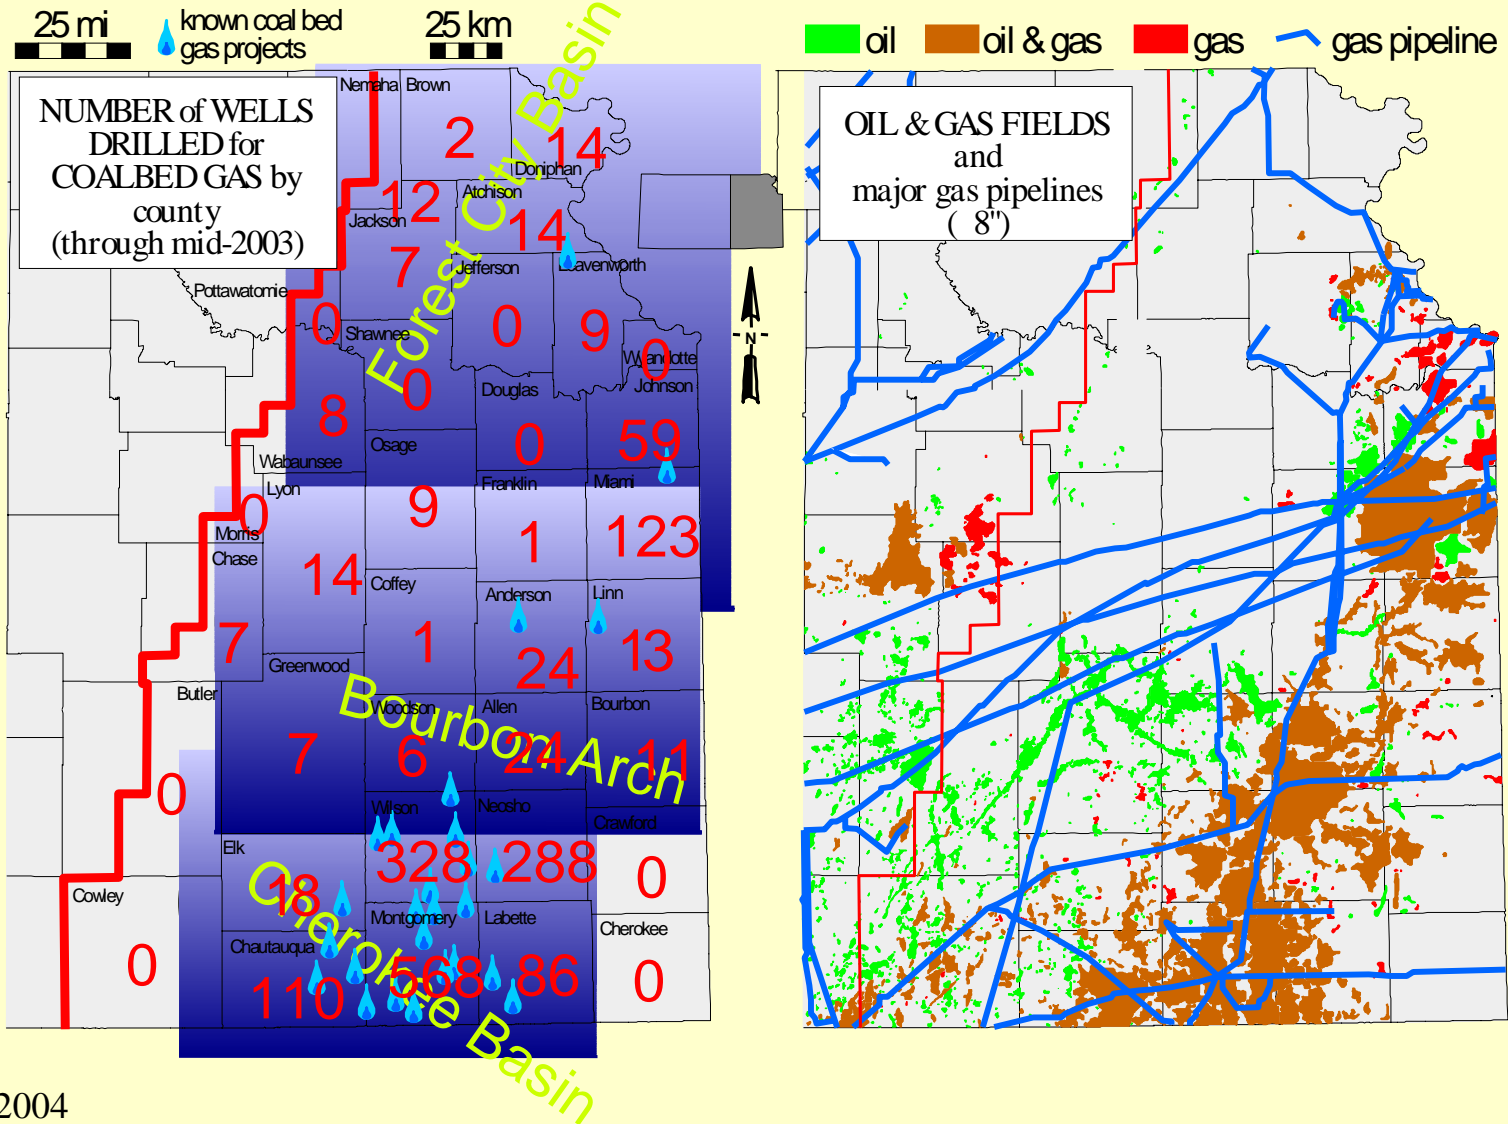 25 mi
known coal bed
gas projects
25 km
NUMBER of WELLS
DRILLED for
COALBED GAS by
county
(through mid-2003)
Nemaha
Brown
2
14
Doniphan
12
Atchison
14
Jackson
7
Jefferson
Leavenworth
Pottawatomie
0
Shawnee
0
9
Wyandotte
0
Johnson
0
Douglas
8
59
Wabaunsee
Osage
0
Franklin
Miami
Lyon
0
9
1
123
Morris
Chase
14
Coffey
Anderson
Linn
7
1
24
13
Greenwood
Butler
Woodson
Allen
Bourbon
7
6
24
11
0
Wilson
Neosho
Crawford
Elk
328
288
0
18
Cowley
Montgomery
Labette
Cherokee
Chautauqua
0
110
568
86
0
Forest City Basin
Bourbon Arch
Cherokee Basin
N
oil
oil & gas
gas
gas pipeline
OIL & GAS FIELDS
and
major gas pipelines
( 8")
2004